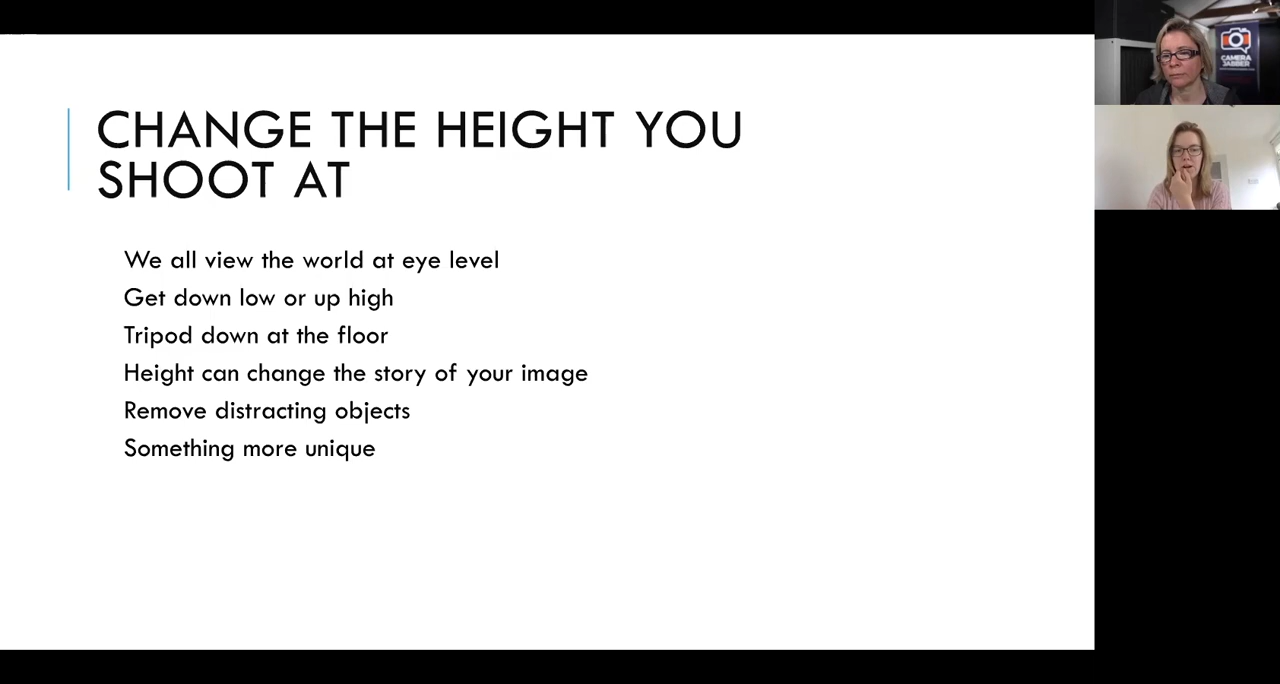 CHANGE THE HEIGHT YOU
SHOOT AT
We all view the world at eye level
Get down low or up high
Tripod down at the floor
Height can change the story of your image
Remove distracting objects
Something more unique
CAMERA
JABBER